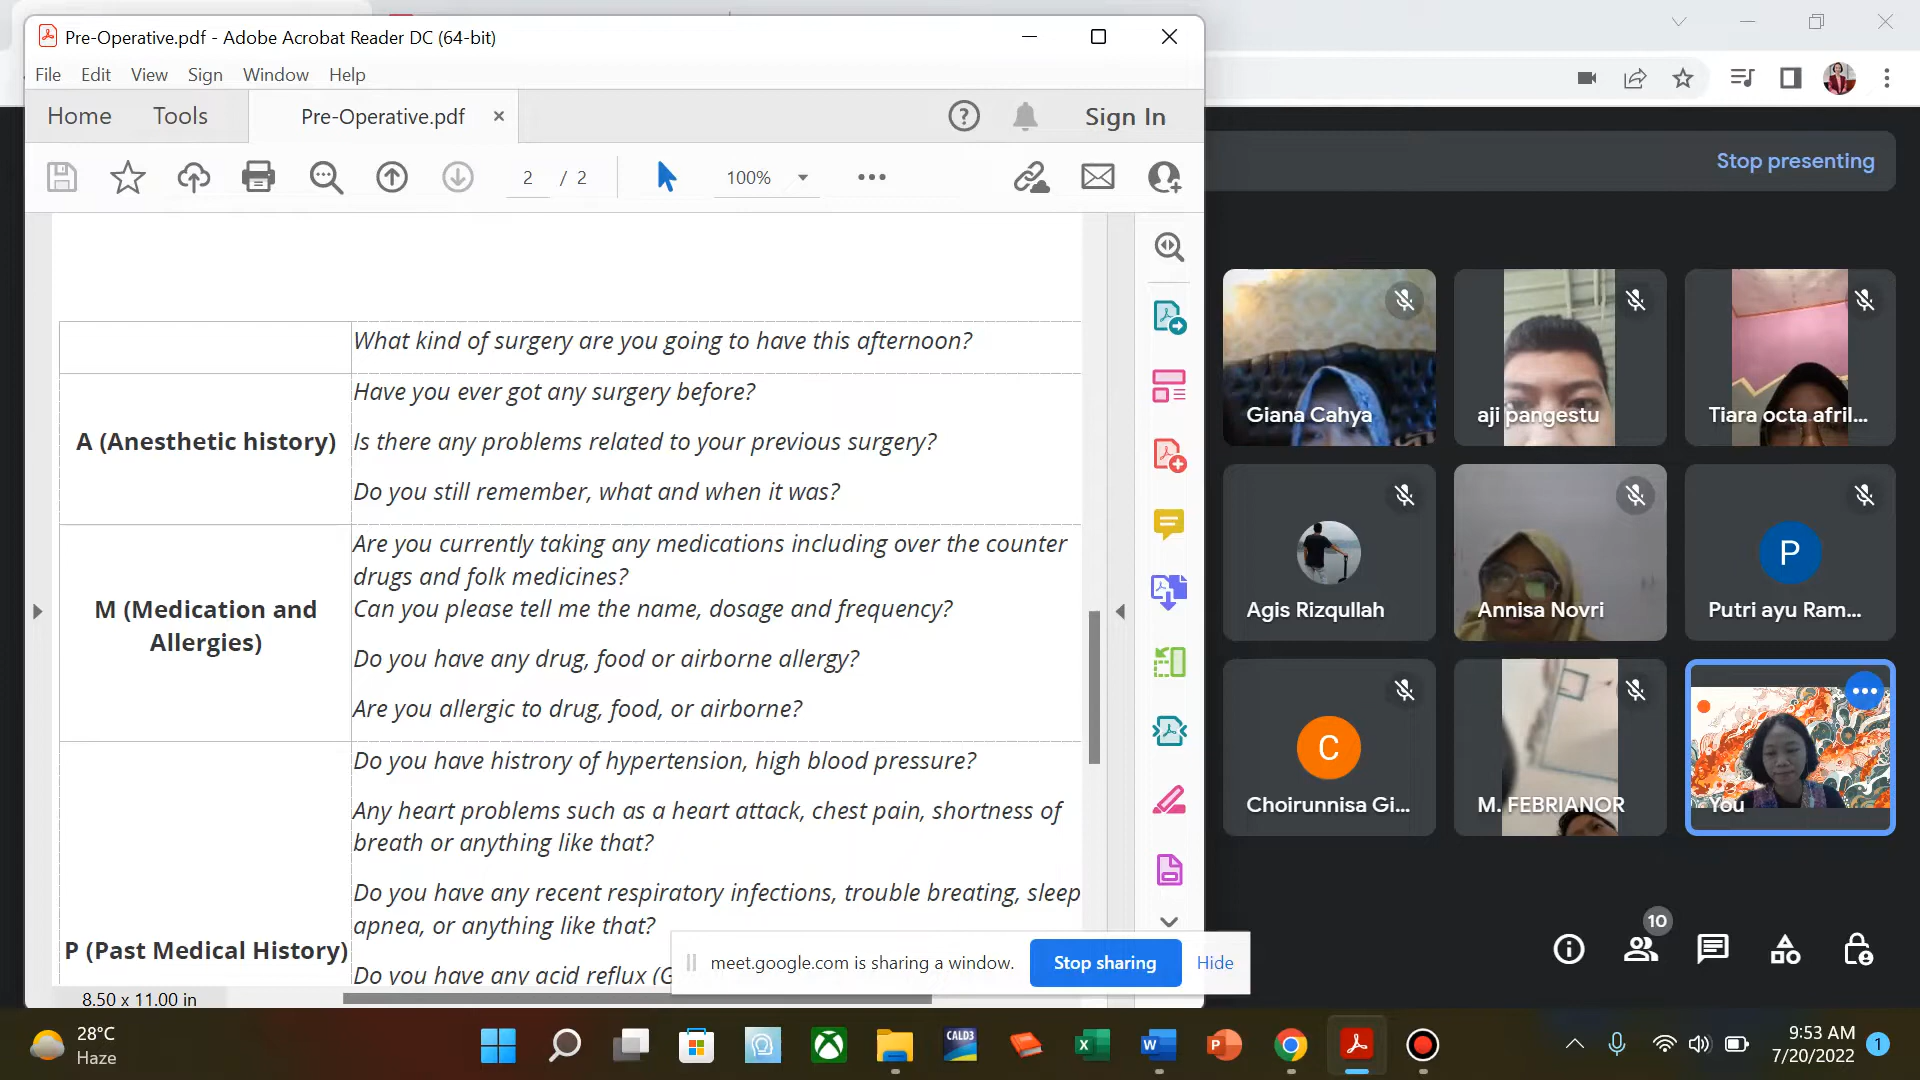 Pre-Operative.pdf - Adobe Acrobat Reader DC (64-bit)
File Edit View Sign Window Help
Home Tools Pre-Operative.pdf × Sign In
2 / 2 100%
Stop presenting
What kind of surgery are you going to have this afternoon?
A (Anesthetic history)
Have you ever got any surgery before?
Is there any problems related to your previous surgery?
Do you still remember, what and when it was?
M (Medication and
Allergies)
Are you currently taking any medications including over the counter
drugs and folk medicines?
Can you please tell me the name, dosage and frequency?
Do you have any drug, food or airborne allergy?
Are you allergic to drug, food, or airborne?
P (Past Medical History)
Do you have histrory of hypertension, high blood pressure?
Any heart problems such as a heart attack, chest pain, shortness of
breath or anything like that?
Do you have any recent respiratory infections, trouble breating, sleep
apnea, or anything like that?
Do you have any acid reflux (G
8.50 x 11.00 in
meet.google.com is sharing a window. Stop sharing Hide
Giana Cahya
aji pangestu
Tiara octa afril...
Agis Rizqullah
Annisa Novri
P
Putri ayu Ram...
C
Choirunnisa Gi...
M. FEBRIANOR
You
10
28°C
Haze
CALD3
X
W
P
9:53 AM
7/20/2022
1